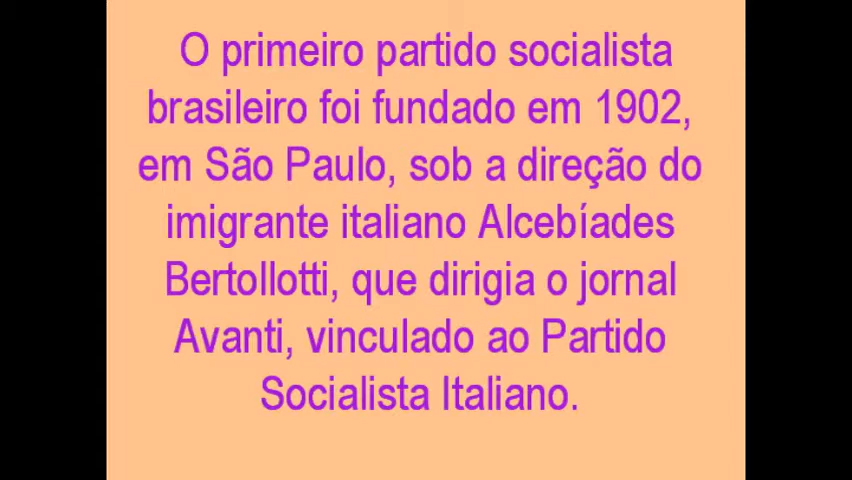 O primeiro partido socialista
brasileiro foi fundado em 1902,
em São Paulo, sob a direção do
imigrante italiano Alcebíades
Bertollotti, que dirigia o jornal
Avanti, vinculado ao Partido
Socialista Italiano.